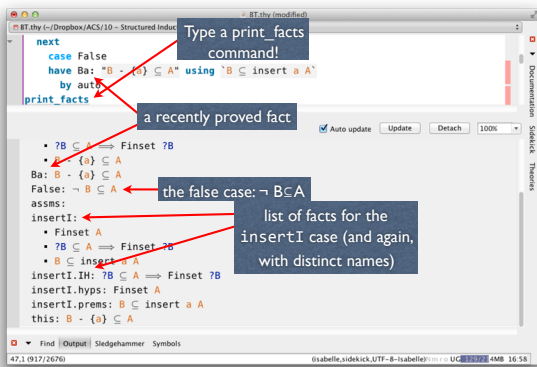 BT.thy (modified)
BT.thy (~/Dropbox/ACS/10 - Structured Induc
Type a print_facts
command!
next
case False
have Ba: "B - {a} ⊆ A" using `B ⊆ insert a A`
by auto
print_facts
a recently proved fact
Auto update Update Detach 100%
• ?B ⊆ A ⟹ Finset ?B
• B - {a} ⊆ A
Ba: B - {a} ⊆ A
False: ¬ B ⊆ A
the false case: ¬ B⊆A
assms:
insertI:
• Finset A
• ?B ⊆ A ⟹ Finset ?B
• B ⊆ insert a A
list of facts for the
insertI case (and again,
with distinct names)
insertI.IH: ?B ⊆ A ⟹ Finset ?B
insertI.hyps: Finset A
insertI.prems: B ⊆ insert a A
this: B - {a} ⊆ A
Documentation Sidekick Theories
Find Output Sledgehammer Symbols
47,1 (917/2676) (isabelle,sidekick,UTF-8-Isabelle) UG 4MB 16:58